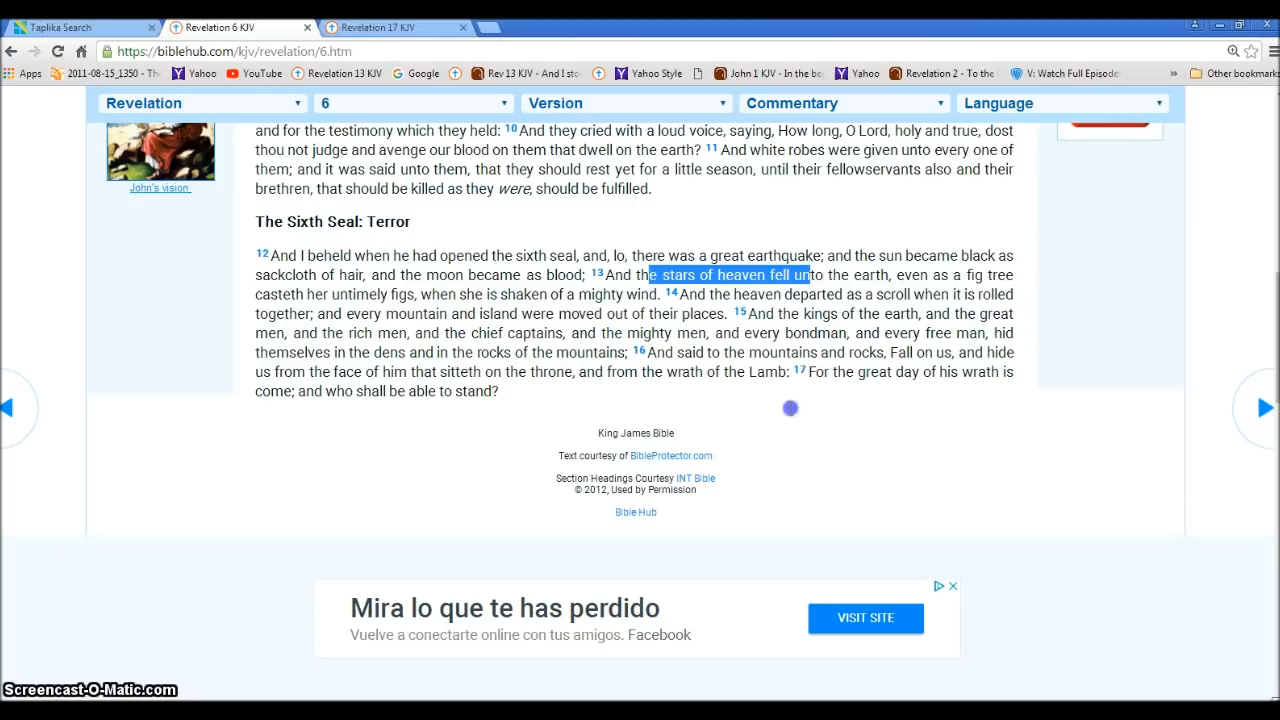 Taplika Search
Revelation 6 KJV
Revelation 17 KJV
https://biblehub.com/kjv/revelation/6.htm
Apps 2011-08-15_1350 - Th Yahoo YouTube Revelation 13 KJV Google Rev 13 KJV - And I sto Yahoo Style John 1 KJV - In the be Yahoo Revelation 2 - To the V: Watch Full Episode » Other bookmarks
Revelation 6 Version Commentary Language
and for the testimony which they held: 10 And they cried with a loud voice, saying, How long, O Lord, holy and true, dost
thou not judge and avenge our blood on them that dwell on the earth? 11 And white robes were given unto every one of
them; and it was said unto them, that they should rest yet for a little season, until their fellowservants also and their
brethren, that should be killed as they were, should be fulfilled.
John's vision
The Sixth Seal: Terror
12 And I beheld when he had opened the sixth seal, and, lo, there was a great earthquake; and the sun became black as
sackcloth of hair, and the moon became as blood; 13 And the stars of heaven fell unto the earth, even as a fig tree
casteth her untimely figs, when she is shaken of a mighty wind. 14 And the heaven departed as a scroll when it is rolled
together; and every mountain and island were moved out of their places. 15 And the kings of the earth, and the great
men, and the rich men, and the chief captains, and the mighty men, and every bondman, and every free man, hid
themselves in the dens and in the rocks of the mountains; 16 And said to the mountains and rocks, Fall on us, and hide
us from the face of him that sitteth on the throne, and from the wrath of the Lamb: 17 For the great day of his wrath is
come; and who shall be able to stand?
King James Bible
Text courtesy of BibleProtector.com
Section Headings Courtesy INT Bible
© 2012, Used by Permission
Bible Hub
Mira lo que te has perdido
Vuelve a conectarte online con tus amigos. Facebook
VISIT SITE
Screencast-O-Matic.com